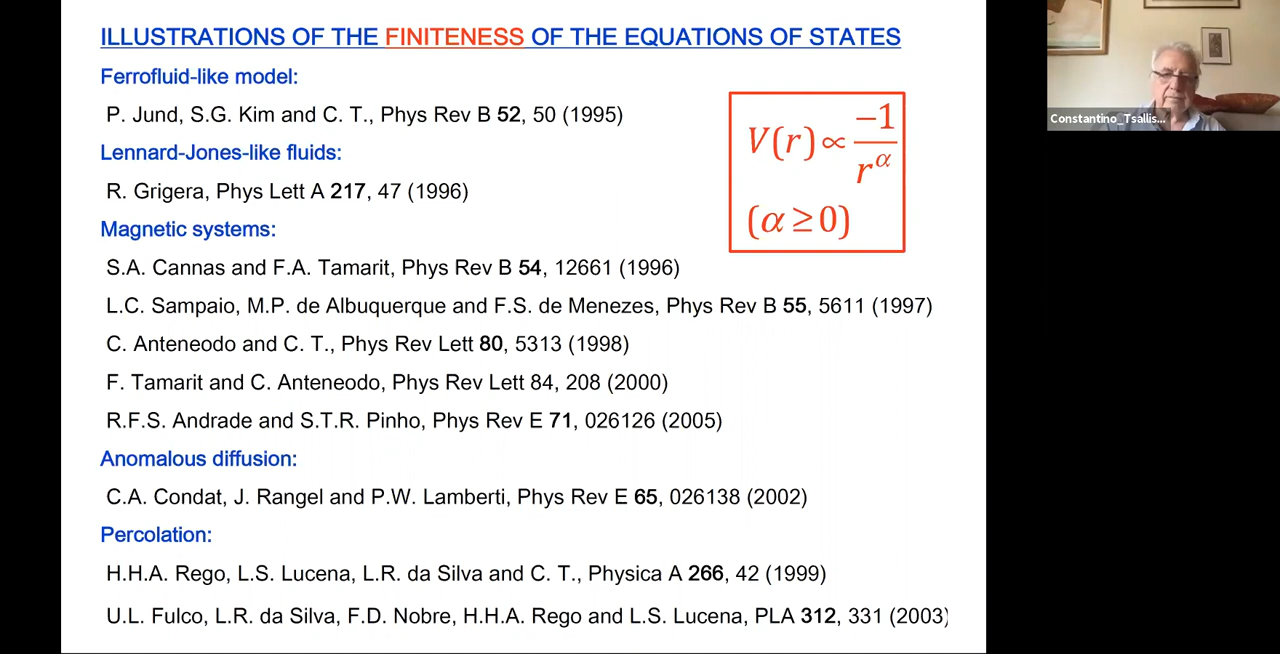 ILLUSTRATIONS OF THE FINITENESS OF THE EQUATIONS OF STATES
Ferrofluid-like model:
P. Jund, S.G. Kim and C. T., Phys Rev B 52, 50 (1995)
Lennard-Jones-like fluids:
R. Grigera, Phys Lett A 217, 47 (1996)
Magnetic systems:
S.A. Cannas and F.A. Tamarit, Phys Rev B 54, 12661 (1996)
L.C. Sampaio, M.P. de Albuquerque and F.S. de Menezes, Phys Rev B 55, 5611 (1997)
C. Anteneodo and C. T., Phys Rev Lett 80, 5313 (1998)
F. Tamarit and C. Anteneodo, Phys Rev Lett 84, 208 (2000)
R.F.S. Andrade and S.T.R. Pinho, Phys Rev E 71, 026126 (2005)
Anomalous diffusion:
C.A. Condat, J. Rangel and P.W. Lamberti, Phys Rev E 65, 026138 (2002)
Percolation:
H.H.A. Rego, L.S. Lucena, L.R. da Silva and C. T., Physica A 266, 42 (1999)
U.L. Fulco, L.R. da Silva, F.D. Nobre, H.H.A. Rego and L.S. Lucena, PLA 312, 331 (2003)
V(r) ∝ −1 / r^α
(α ≥ 0)
Constantino_Tsallis...